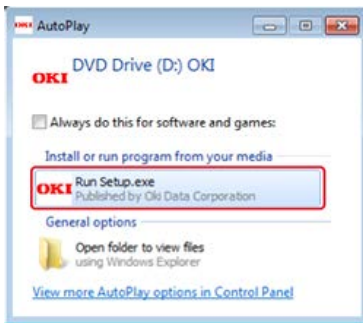 AutoPlay
DVD Drive (D:) OKI
OKI
Always do this for software and games:
Install or run program from your media
OKI Run Setup.exe
Published by Oki Data Corporation
General options
Open folder to view files
using Windows Explorer
View more AutoPlay options in Control Panel